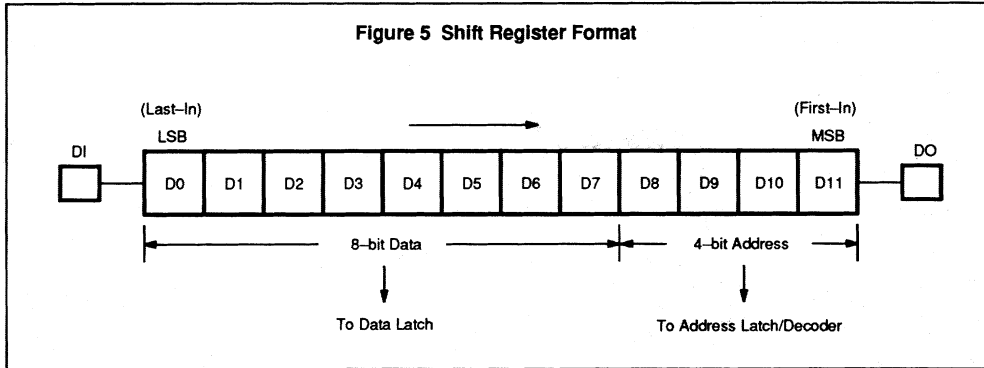 Figure 5 Shift Register Format
(Last–In)
(First–In)
DI
LSB
MSB
DO
D0 D1 D2 D3 D4 D5 D6 D7 D8 D9 D10 D11
8–bit Data
4–bit Address
To Data Latch
To Address Latch/Decoder